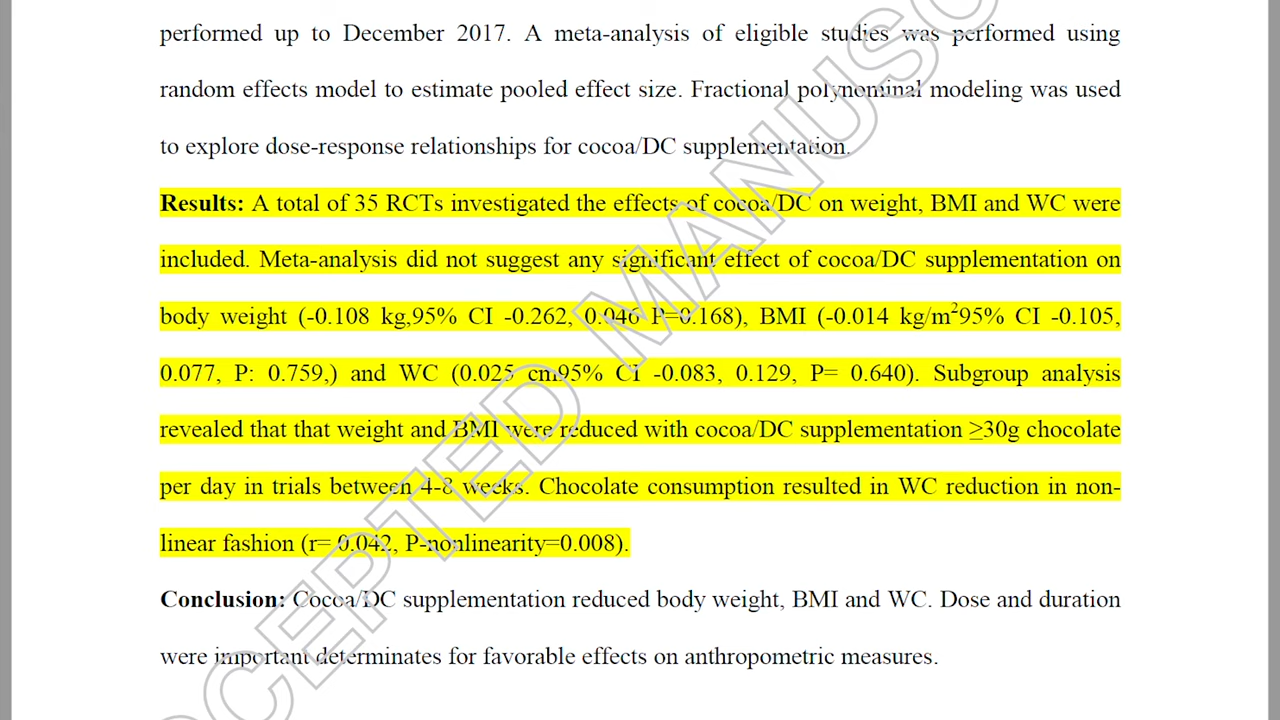 performed up to December 2017. A meta-analysis of eligible studies was performed using
random effects model to estimate pooled effect size. Fractional polynominal modeling was used
to explore dose-response relationships for cocoa/DC supplementation.
Results: A total of 35 RCTs investigated the effects of cocoa/DC on weight, BMI and WC were
included. Meta-analysis did not suggest any significant effect of cocoa/DC supplementation on
body weight (-0.108 kg,95% CI -0.262, 0.046 P=0.168), BMI (-0.014 kg/m²95% CI -0.105,
0.077, P: 0.759,) and WC (0.025 cm95% CI -0.083, 0.129, P= 0.640). Subgroup analysis
revealed that that weight and BMI were reduced with cocoa/DC supplementation ≥30g chocolate
per day in trials between 4-8 weeks. Chocolate consumption resulted in WC reduction in non-
linear fashion (r= 0.042, P-nonlinearity=0.008).
Conclusion: Cocoa/DC supplementation reduced body weight, BMI and WC. Dose and duration
were important determinates for favorable effects on anthropometric measures.
CCEPTED MANUSC